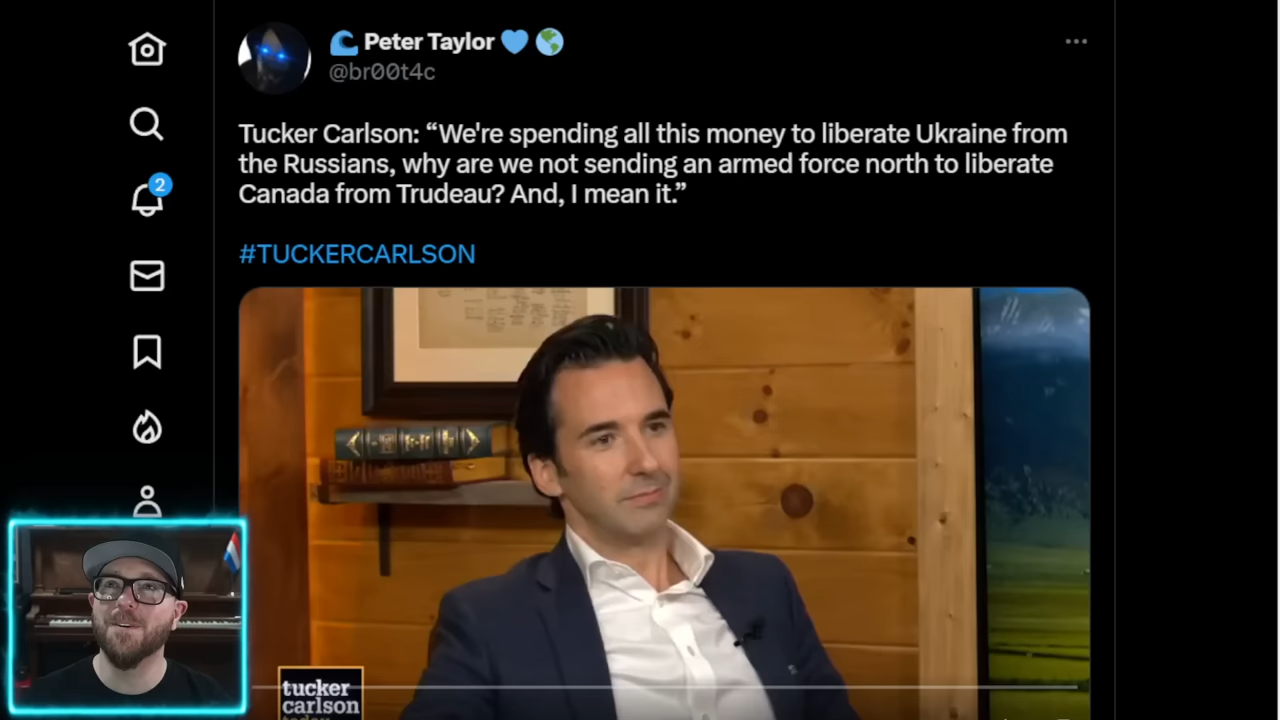 Peter Taylor
@br00t4c
2
Tucker Carlson: “We're spending all this money to liberate Ukraine from
the Russians, why are we not sending an armed force north to liberate
Canada from Trudeau? And, I mean it.”
#TUCKERCARLSON
tucker
carlson
today